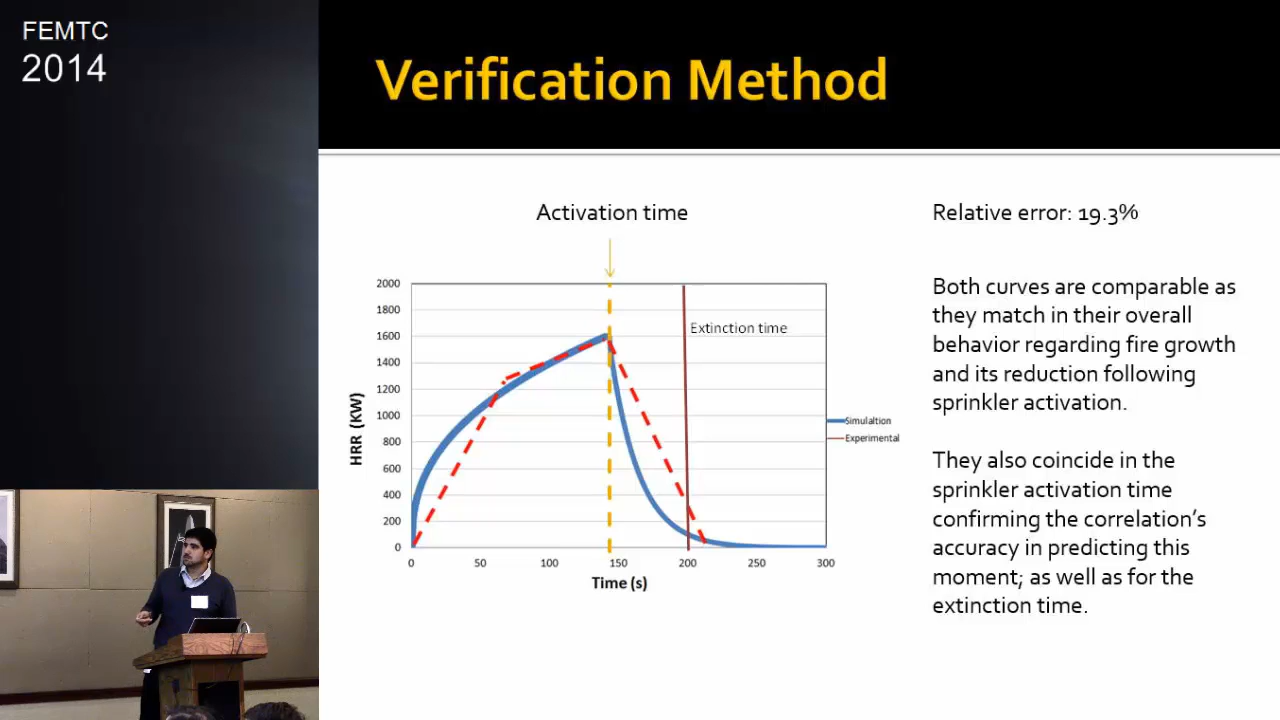 FEMTC
2014
Verification Method
Activation time
Relative error: 19.3%
2000
1800
1600
1400
1200
1000
800
600
400
200
0
HRR (KW)
Extinction time
Simulaltion
Experimental
0
50
100
150
200
250
300
Time (s)
Both curves are comparable as
they match in their overall
behavior regarding fire growth
and its reduction following
sprinkler activation.
They also coincide in the
sprinkler activation time
confirming the correlation's
accuracy in predicting this
moment; as well as for the
extinction time.